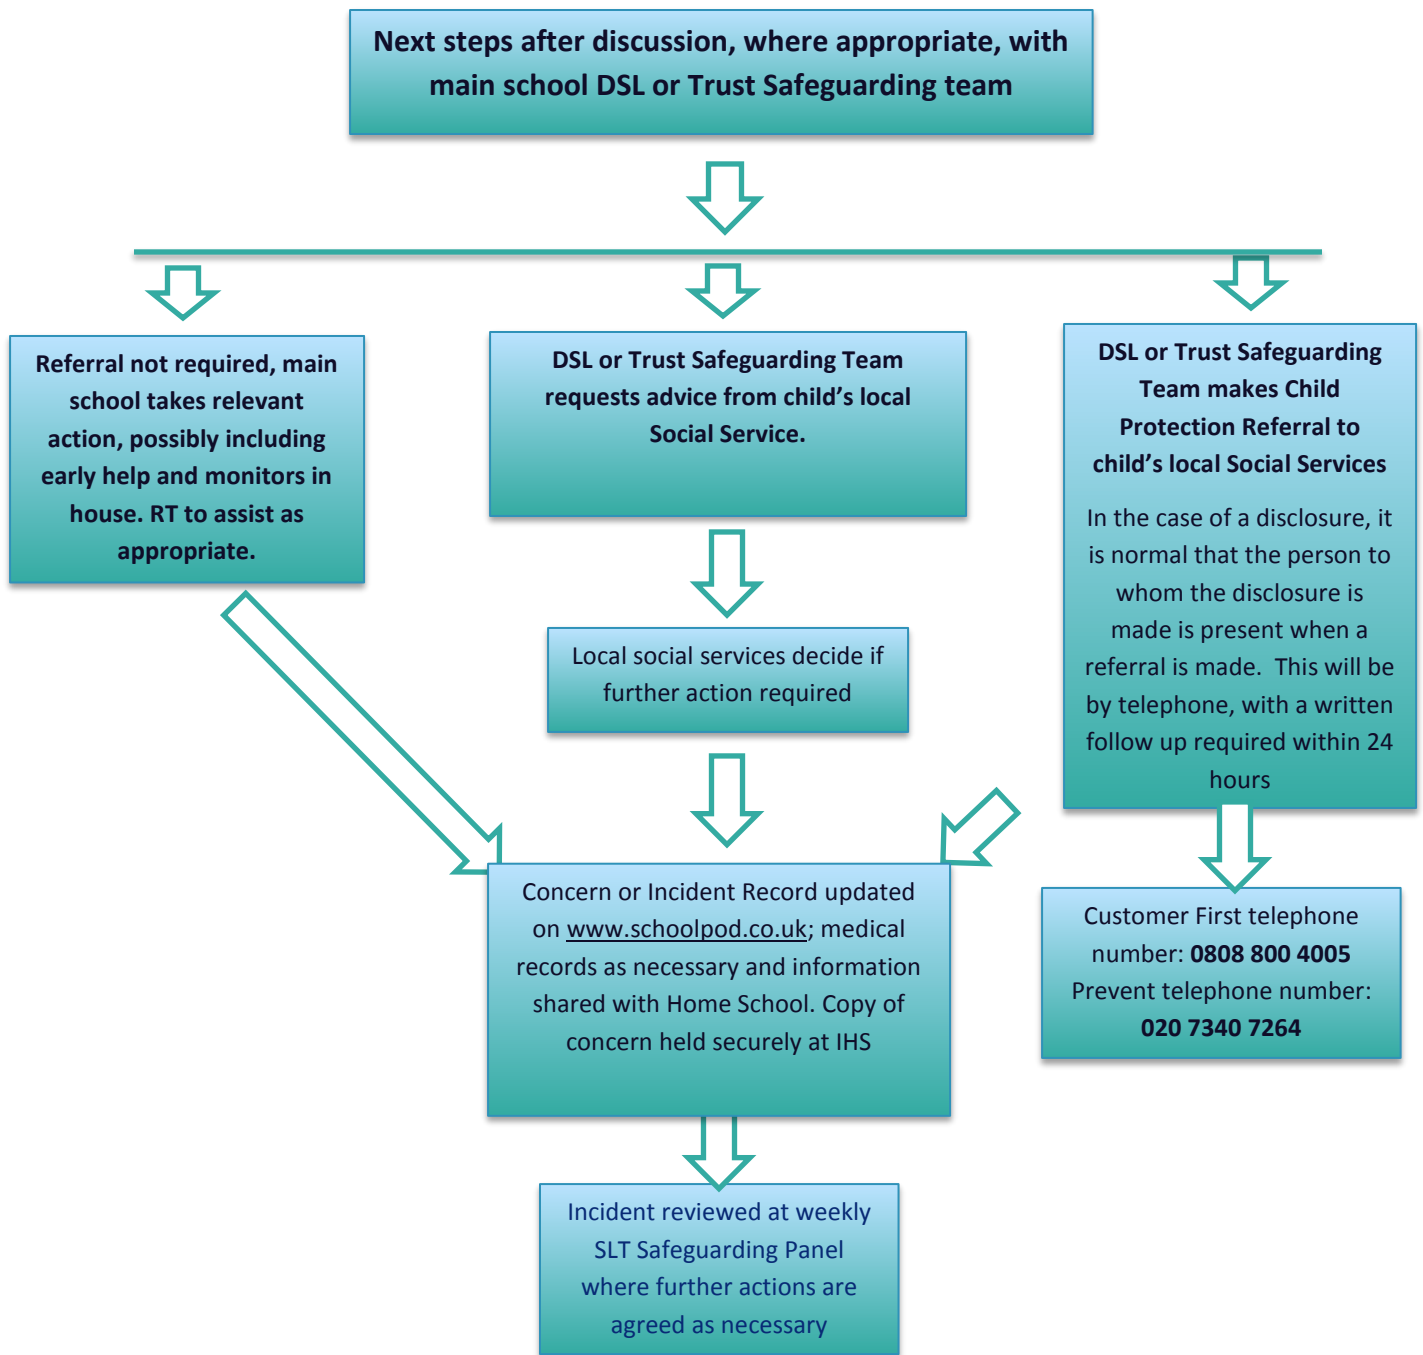 Next steps after discussion, where appropriate, with
main school DSL or Trust Safeguarding team
Referral not required, main
school takes relevant
action, possibly including
early help and monitors in
house. RT to assist as
appropriate.
DSL or Trust Safeguarding Team
requests advice from child’s local
Social Service.
DSL or Trust Safeguarding
Team makes Child
Protection Referral to
child’s local Social Services
In the case of a disclosure, it
is normal that the person to
whom the disclosure is
made is present when a
referral is made.  This will be
by telephone, with a written
follow up required within 24
hours
Local social services decide if
further action required
Concern or Incident Record updated
on www.schoolpod.co.uk; medical
records as necessary and information
shared with Home School. Copy of
concern held securely at IHS
Customer First telephone
number: 0808 800 4005
Prevent telephone number:
020 7340 7264
Incident reviewed at weekly
SLT Safeguarding Panel
where further actions are
agreed as necessary